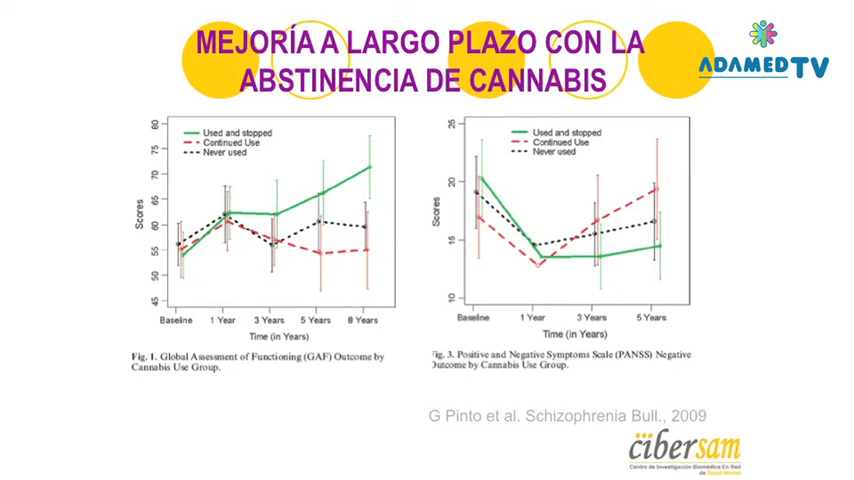 MEJORÍA A LARGO PLAZO CON LA
ABSTINENCIA DE CANNABIS
ADAMED TV
80
75
70
65
60
55
50
45
Scores
Used and stopped
Continued Use
Never used
Baseline
1 Year
3 Years
5 Years
8 Years
Time (in Years)
Fig. 1. Global Assessment of Functioning (GAF) Outcome by
Cannabis Use Group.
25
20
15
10
Scores
Used and stopped
Continued Use
Never used
Baseline
1 Year
3 Years
5 Years
Time (in Years)
ig. 3. Positive and Negative Symptoms Scale (PANSS) Negative
Outcome by Cannabis Use Group.
G Pinto et al. Schizophrenia Bull., 2009
cibersam
Centro de Investigación Biomédica En Red
de Salud Mental